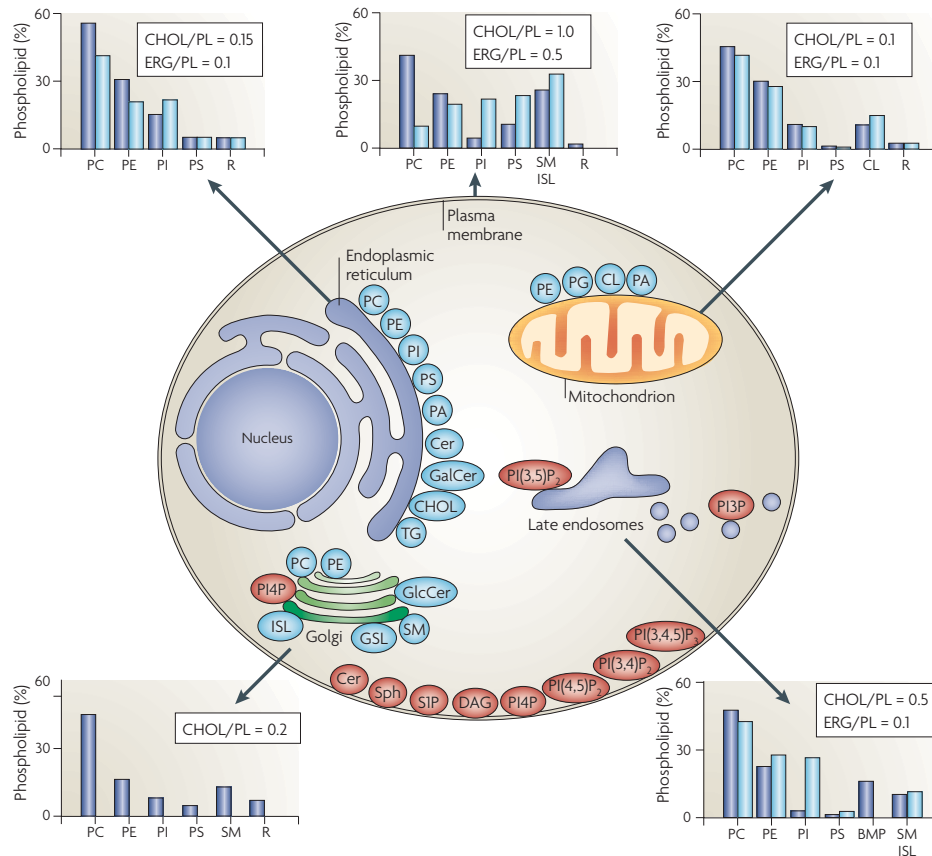 Phospholipid (%)
60
30
0
CHOL/PL = 0.15
ERG/PL = 0.1
PC PE PI PS R
Phospholipid (%)
60
30
0
CHOL/PL = 1.0
ERG/PL = 0.5
PC PE PI PS SM R
ISL
Phospholipid (%)
60
30
0
CHOL/PL = 0.1
ERG/PL = 0.1
PC PE PI PS CL R
Plasma
membrane
Endoplasmic
reticulum
PC
PE
PI
PS
PA
Cer
GalCer
CHOL
TG
Nucleus
PE PG CL PA
Mitochondrion
PI(3,5)P₂
Late endosomes
PI3P
PC PE
PI4P
GlcCer
ISL
Golgi
GSL
SM
Cer
Sph
S1P
DAG
PI4P
PI(4,5)P₂
PI(3,4)P₂
PI(3,4,5)P₃
Phospholipid (%)
60
30
0
CHOL/PL = 0.2
PC PE PI PS SM R
Phospholipid (%)
60
30
0
CHOL/PL = 0.5
ERG/PL = 0.1
PC PE PI PS BMP SM
ISL